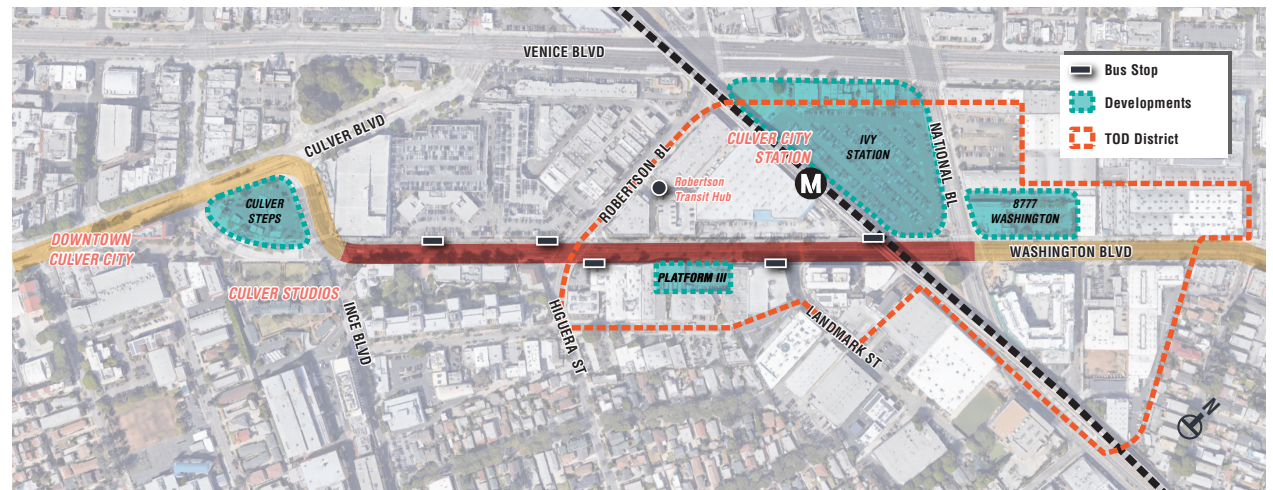 VENICE BLVD
Bus Stop
Developments
TOD District
CULVER BLVD
CULVER CITY
STATION
IVY
STATION
NATIONAL BL
ROBERTSON BL
Robertson
Transit Hub
M
CULVER
STEPS
8777
WASHINGTON
DOWNTOWN
CULVER CITY
WASHINGTON BLVD
PLATFORM III
CULVER STUDIOS
INCE BLVD
HIGUERA ST
LANDMARK ST
N